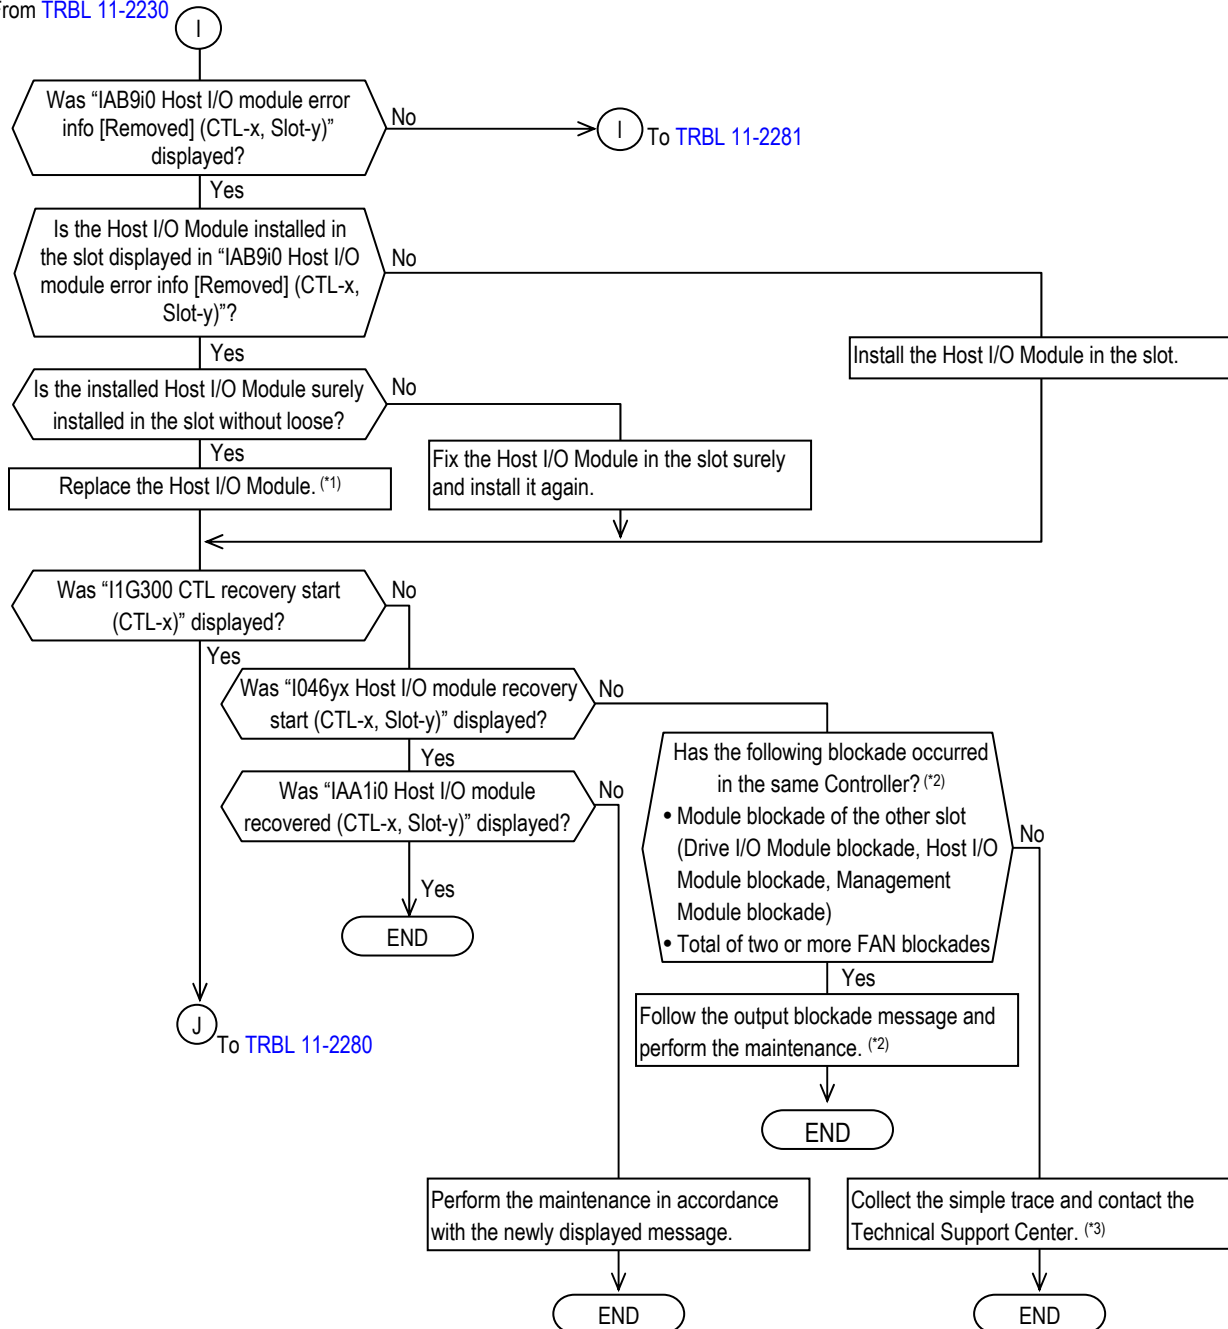 From TRBL 11-2230
I
Was “IAB9i0 Host I/O module error
info [Removed] (CTL-x, Slot-y)”
displayed?
No
I
To TRBL 11-2281
Yes
Is the Host I/O Module installed in
the slot displayed in “IAB9i0 Host I/O
module error info [Removed] (CTL-x,
Slot-y)”?
No
Yes
Install the Host I/O Module in the slot.
Is the installed Host I/O Module surely
installed in the slot without loose?
No
Yes
Fix the Host I/O Module in the slot surely
and install it again.
Replace the Host I/O Module. (*1)
Was “I1G300 CTL recovery start
(CTL-x)” displayed?
No
Yes
Was “I046yx Host I/O module recovery
start (CTL-x, Slot-y)” displayed?
No
Yes
Was “IAA1i0 Host I/O module
recovered (CTL-x, Slot-y)” displayed?
No
Yes
END
Has the following blockade occurred
in the same Controller? (*2)
• Module blockade of the other slot
(Drive I/O Module blockade, Host I/O
Module blockade, Management
Module blockade)
• Total of two or more FAN blockades
No
Yes
Follow the output blockade message and
perform the maintenance. (*2)
END
J
To TRBL 11-2280
Perform the maintenance in accordance
with the newly displayed message.
END
Collect the simple trace and contact the
Technical Support Center. (*3)
END